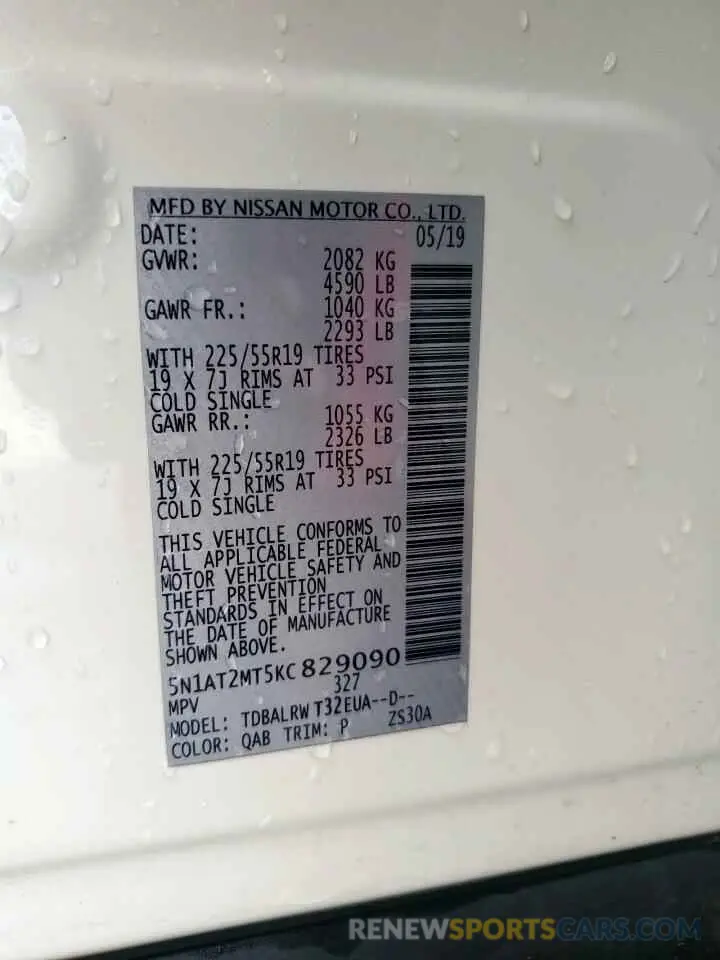 MFD BY NISSAN MOTOR CO., LTD.
DATE: 05/19
GVWR: 2082 KG
4590 LB
GAWR FR.: 1040 KG
2293 LB
WITH 225/55R19 TIRES
19 X 7J RIMS AT 33 PSI
COLD SINGLE
GAWR RR.: 1055 KG
2326 LB
WITH 225/55R19 TIRES
19 X 7J RIMS AT 33 PSI
COLD SINGLE
THIS VEHICLE CONFORMS TO
ALL APPLICABLE FEDERAL
MOTOR VEHICLE SAFETY AND
THEFT PREVENTION
STANDARDS IN EFFECT ON
THE DATE OF MANUFACTURE
SHOWN ABOVE.
5N1AT2MT5KC 829090
MPV 327
MODEL: TDBALRW T32EUA--D--
COLOR: QAB TRIM: P ZS30A
RENEWSPORTSCARS.COM